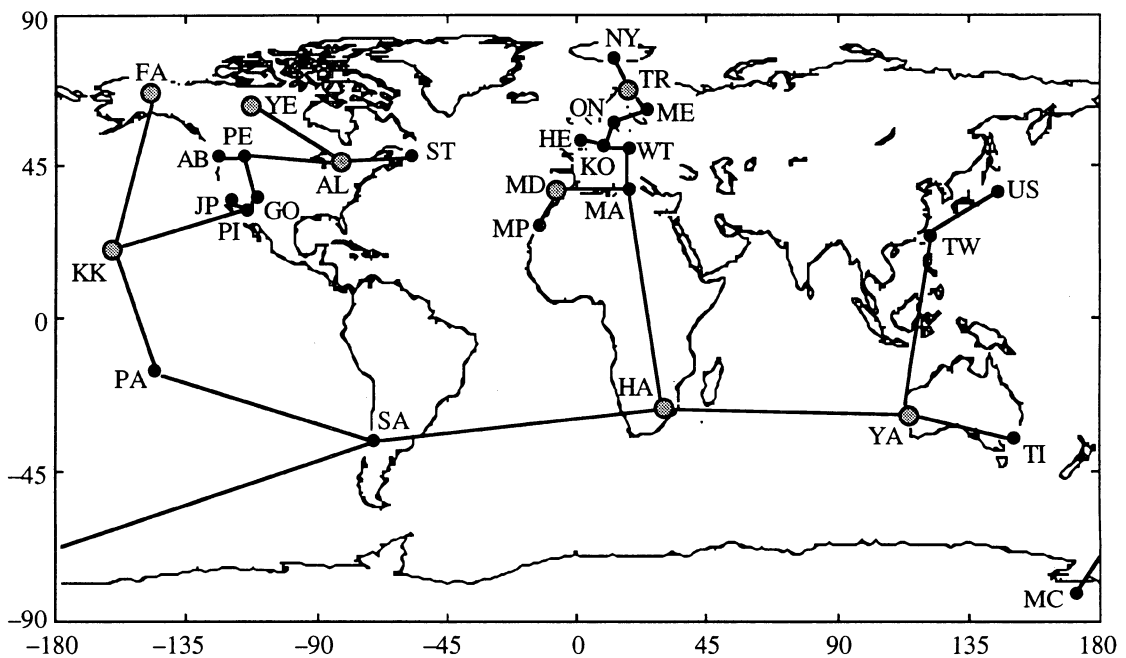 90
NY
FA
TR
YE
ON
ME
PE
HE
AB
ST
KO
WT
45
AL
MD
US
JP
GO
MA
PI
MP
TW
KK
0
PA
HA
SA
YA
TI
−45
MC
−90
−180
−135
−90
−45
0
45
90
135
180